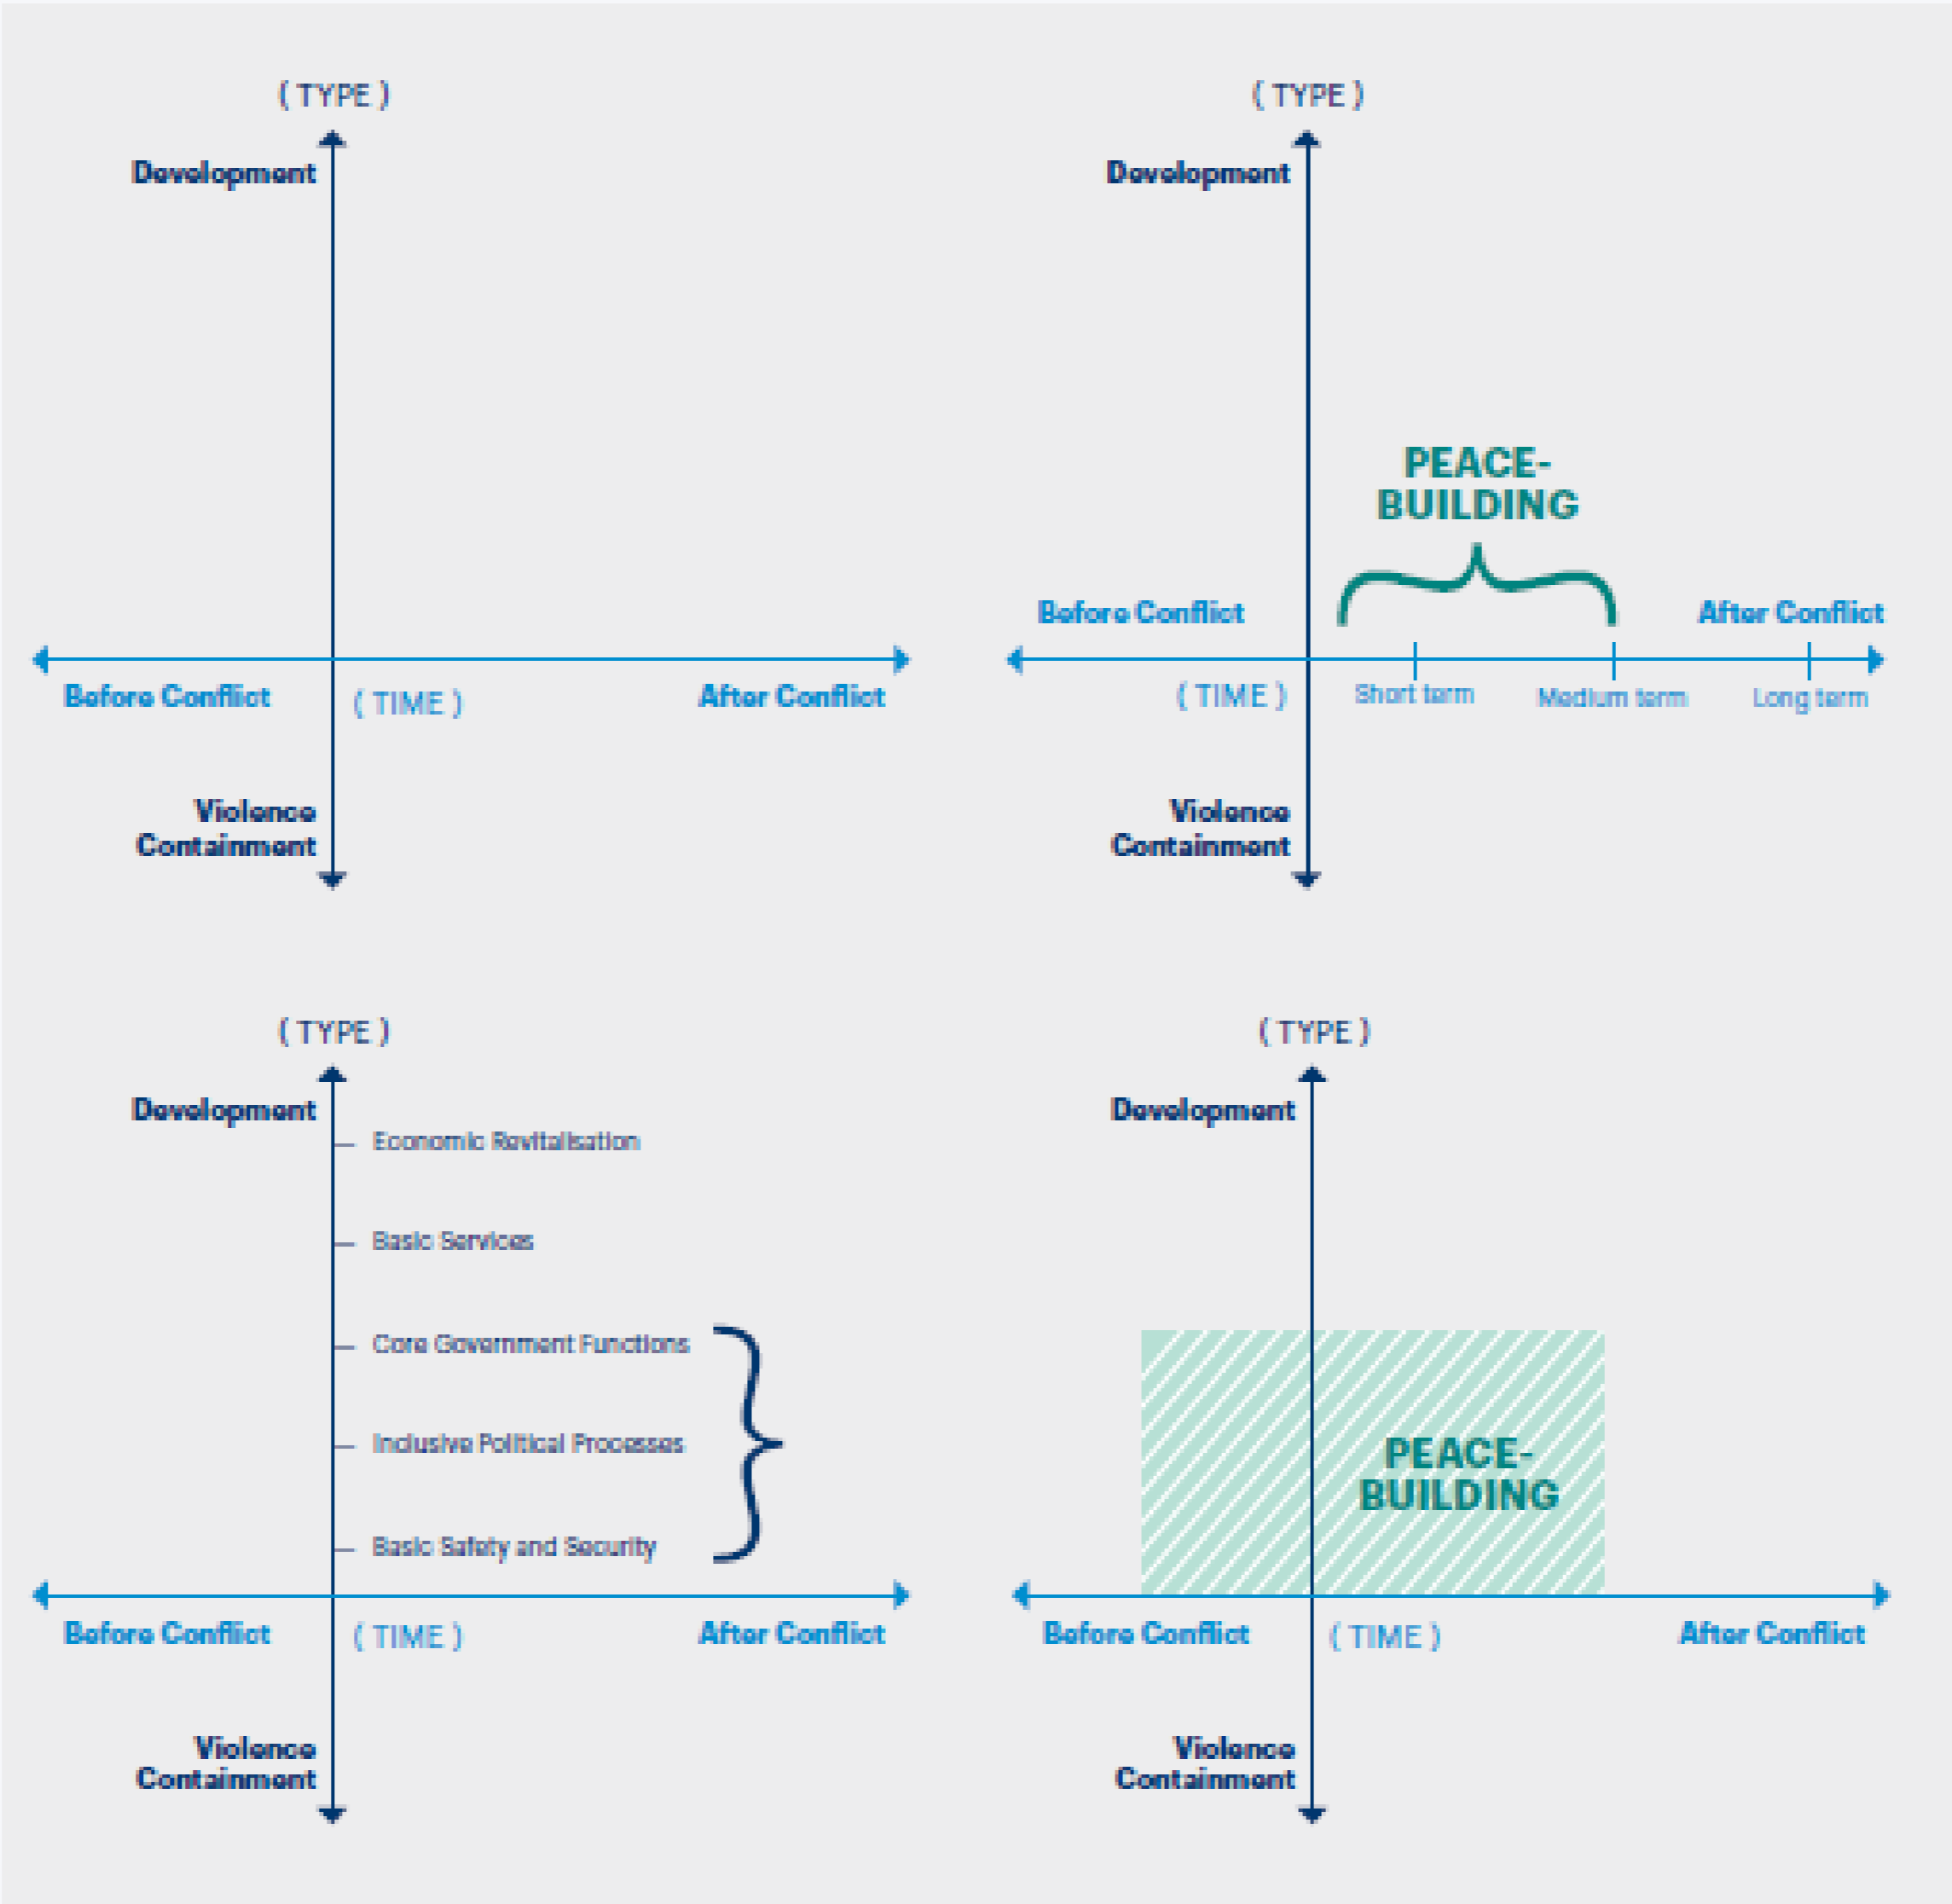 ( TYPE )
Development
Before Conflict
( TIME )
After Conflict
Violence
Containment
( TYPE )
Development
PEACE-
BUILDING
Before Conflict
After Conflict
( TIME )
Short term
Medium term
Long term
Violence
Containment
( TYPE )
Development
Economic Revitalisation
Basic Services
Core Government Functions
Inclusive Political Processes
Basic Safety and Security
Before Conflict
( TIME )
After Conflict
Violence
Containment
( TYPE )
Development
PEACE-
BUILDING
Before Conflict
( TIME )
After Conflict
Violence
Containment